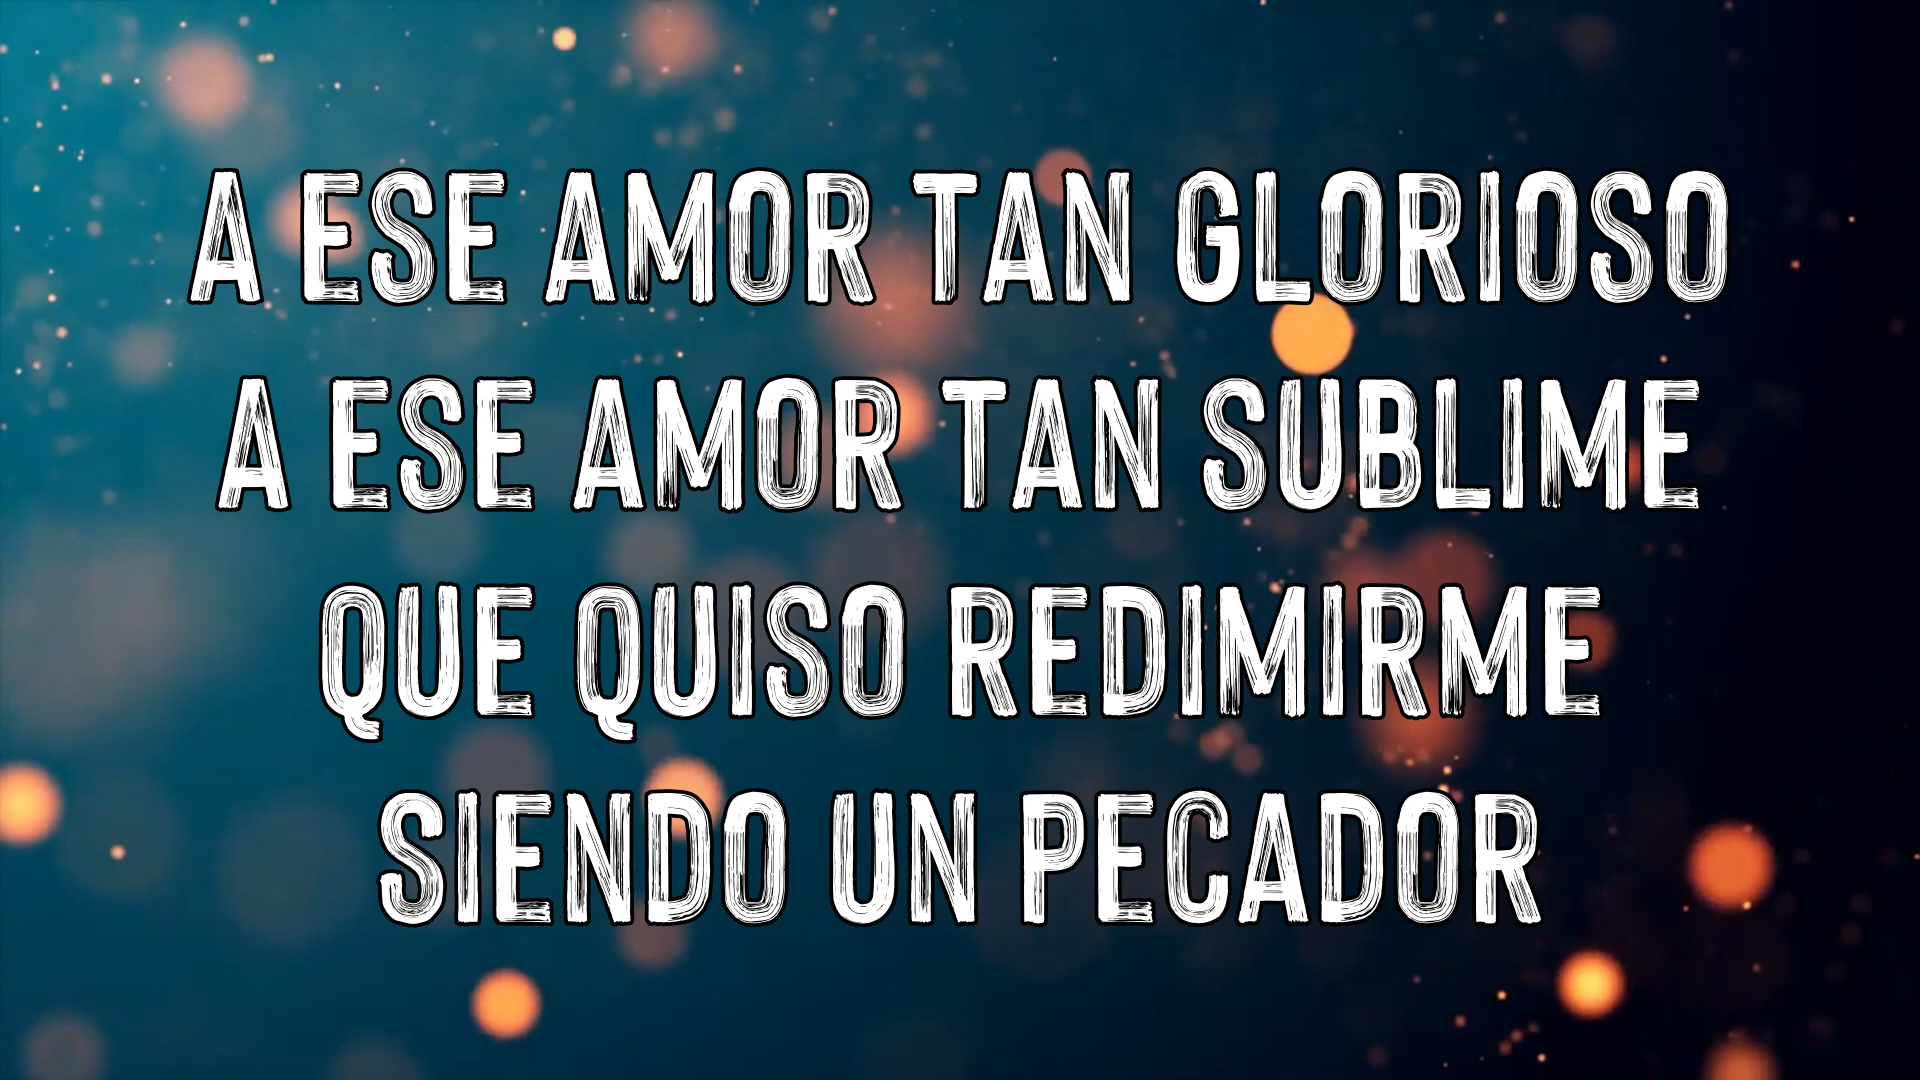 A ESE AMOR TAN GLORIOSO
A ESE AMOR TAN SUBLIME
QUE QUISO REDIMIRME
SIENDO UN PECADOR